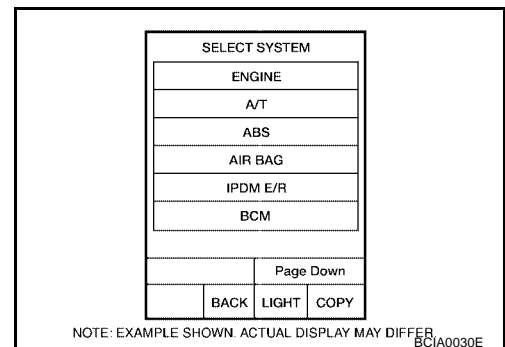 SELECT SYSTEM
ENGINE
A/T
ABS
AIR BAG
IPDM E/R
BCM
Page Down
BACK LIGHT COPY
NOTE: EXAMPLE SHOWN. ACTUAL DISPLAY MAY DIFFER
BCIA0030E